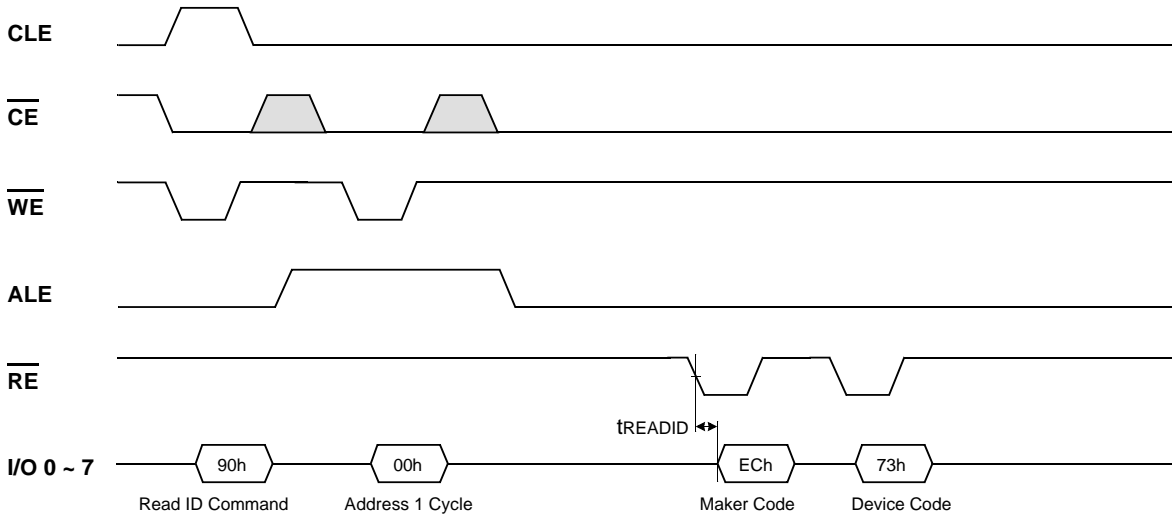 CLE
CE
WE
ALE
RE
tREADID
I/O 0 ~ 7
90h
00h
ECh
73h
Read ID Command
Address 1 Cycle
Maker Code
Device Code